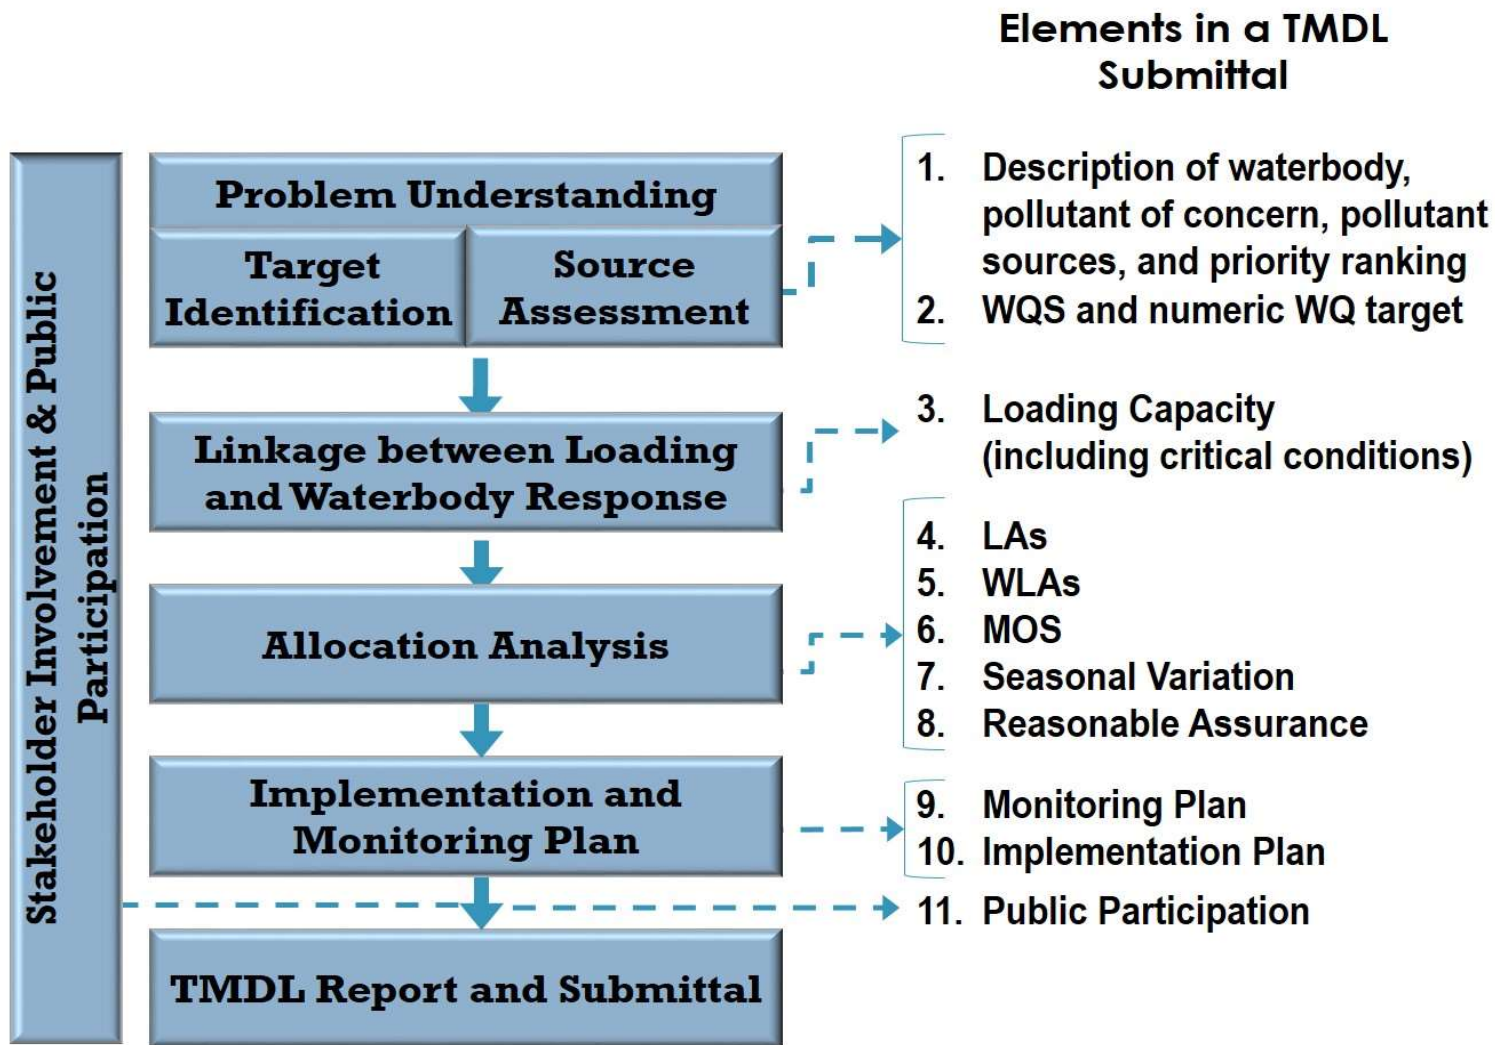 Elements in a TMDL
Submittal
Stakeholder Involvement & Public
Participation
Problem Understanding
Target
Identification
Source
Assessment
1. Description of waterbody,
pollutant of concern, pollutant
sources, and priority ranking
2. WQS and numeric WQ target
Linkage between Loading
and Waterbody Response
3. Loading Capacity
(including critical conditions)
Allocation Analysis
4. LAs
5. WLAs
6. MOS
7. Seasonal Variation
8. Reasonable Assurance
Implementation and
Monitoring Plan
9. Monitoring Plan
10. Implementation Plan
11. Public Participation
TMDL Report and Submittal